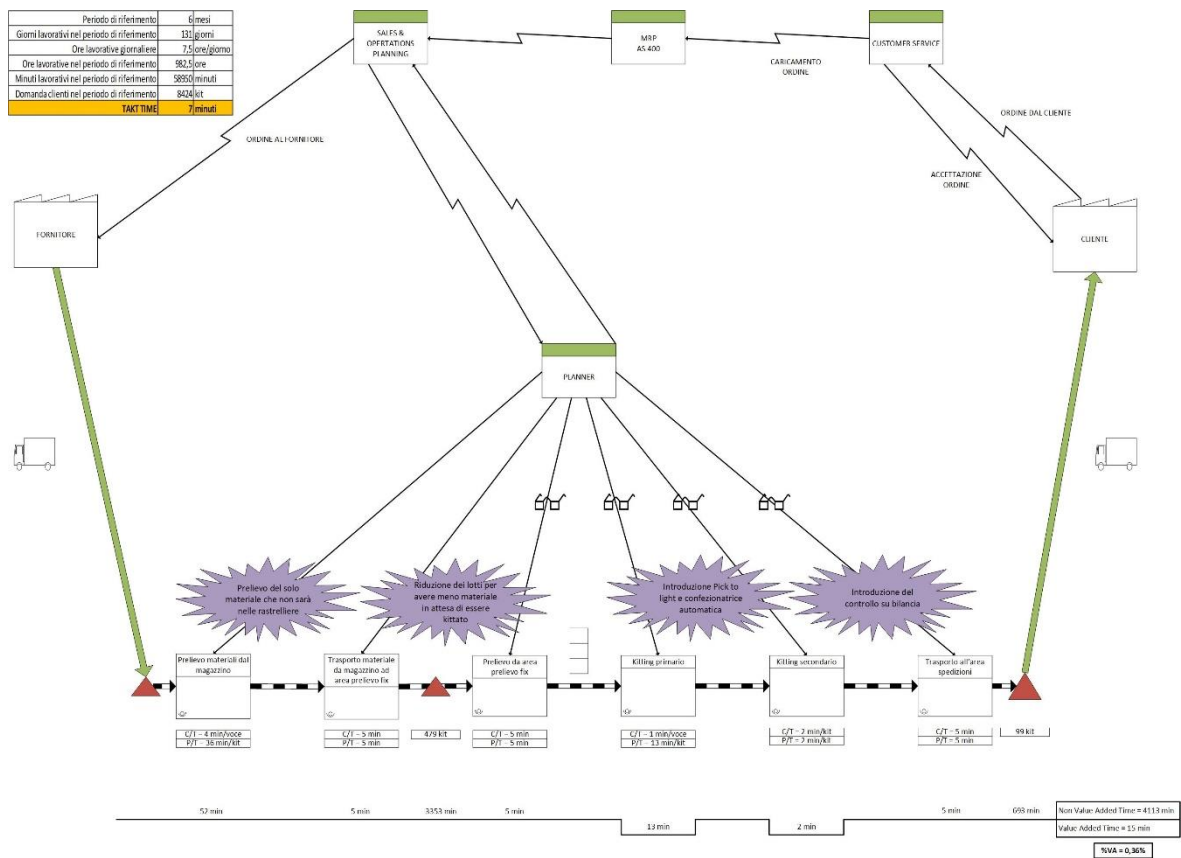 Periodo di riferimento 6 mesi
Giorni lavorativi nel periodo di riferimento 131 giorni
Ore lavorative giornaliere 7,5 ore/giorno
Ore lavorative nel periodo di riferimento 982,5 ore
Minuti lavorativi nel periodo di riferimento 58950 minuti
Domanda clienti nel periodo di riferimento 8424 kit
TAKT TIME 7 minuti
SALES &
OPERTATIONS
PLANNING
MRP
AS 400
CUSTOMER SERVICE
CARICAMENTO
ORDINE
ORDINE AL FORNITORE
ORDINE DAL CLIENTE
ACCETTAZIONE
ORDINE
FORNITORE
CLIENTE
PLANNER
Prelievo del solo
materiale che non sarà
nelle rastrelliere
Riduzione dei lotti per
avere meno materiale
in attesa di essere
kittato
Introduzione Pick to
light e confezionatrice
automatica
Introduzione del
controllo su bilancia
Prelievo materiali dal
magazzino
Trasporto materiale
da magazzino ad
area prelievo fix
Prelievo da area
prelievo fix
Kitting primario
Kitting secondario
Trasporto all'area
spedizioni
C/T = 4 min/voce
P/T = 36 min/kit
C/T = 5 min
P/T = 5 min
479 kit
C/T = 5 min
P/T = 5 min
C/T = 1 min/voce
P/T = 13 min/kit
C/T = 2 min/kit
P/T = 2 min/kit
C/T = 5 min
P/T = 5 min
99 kit
52 min
5 min
3353 min
5 min
13 min
2 min
5 min
693 min
Non Value Added Time = 4113 min
Value Added Time = 15 min
%VA = 0,36%